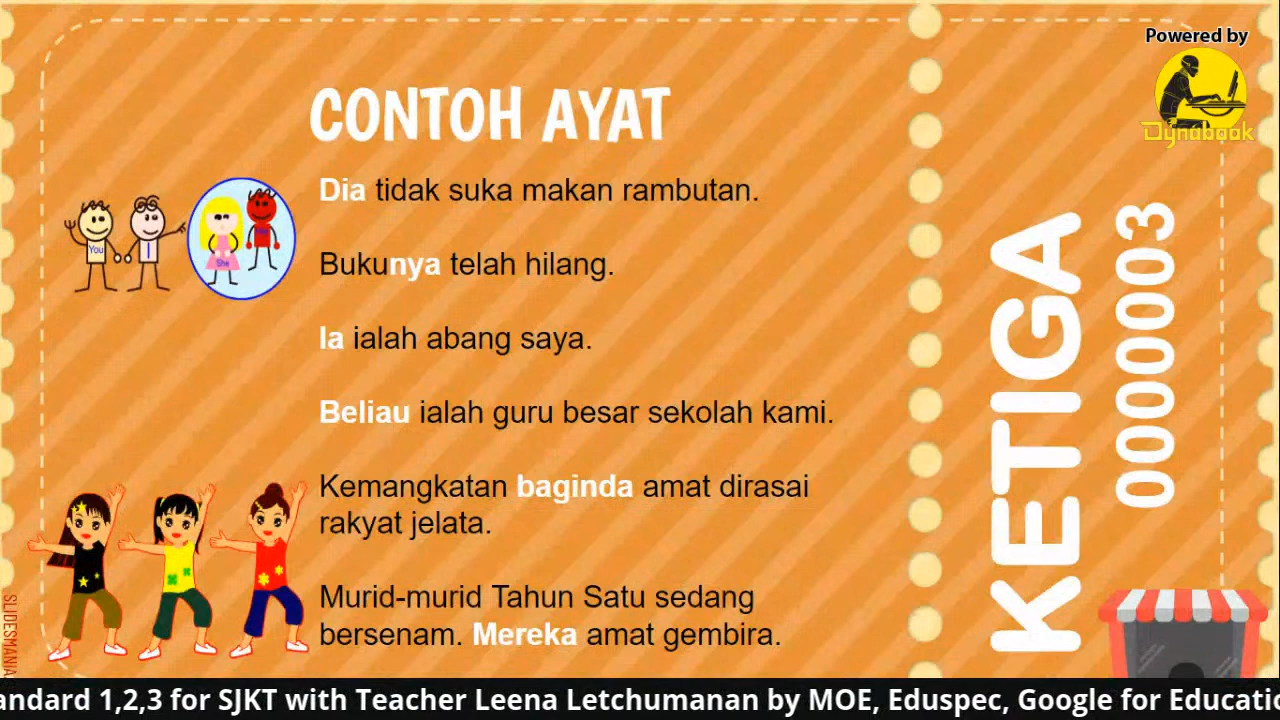 Powered by
Dynabook
CONTOH AYAT
Dia tidak suka makan rambutan.
Bukunya telah hilang.
Ia ialah abang saya.
Beliau ialah guru besar sekolah kami.
Kemangkatan baginda amat dirasai
rakyat jelata.
Murid-murid Tahun Satu sedang
bersenam. Mereka amat gembira.
You
I
She
KETIGA
0000003
SLIDESMANIA
andard 1,2,3 for SJKT with Teacher Leena Letchumanan by MOE, Eduspec, Google for Educatio